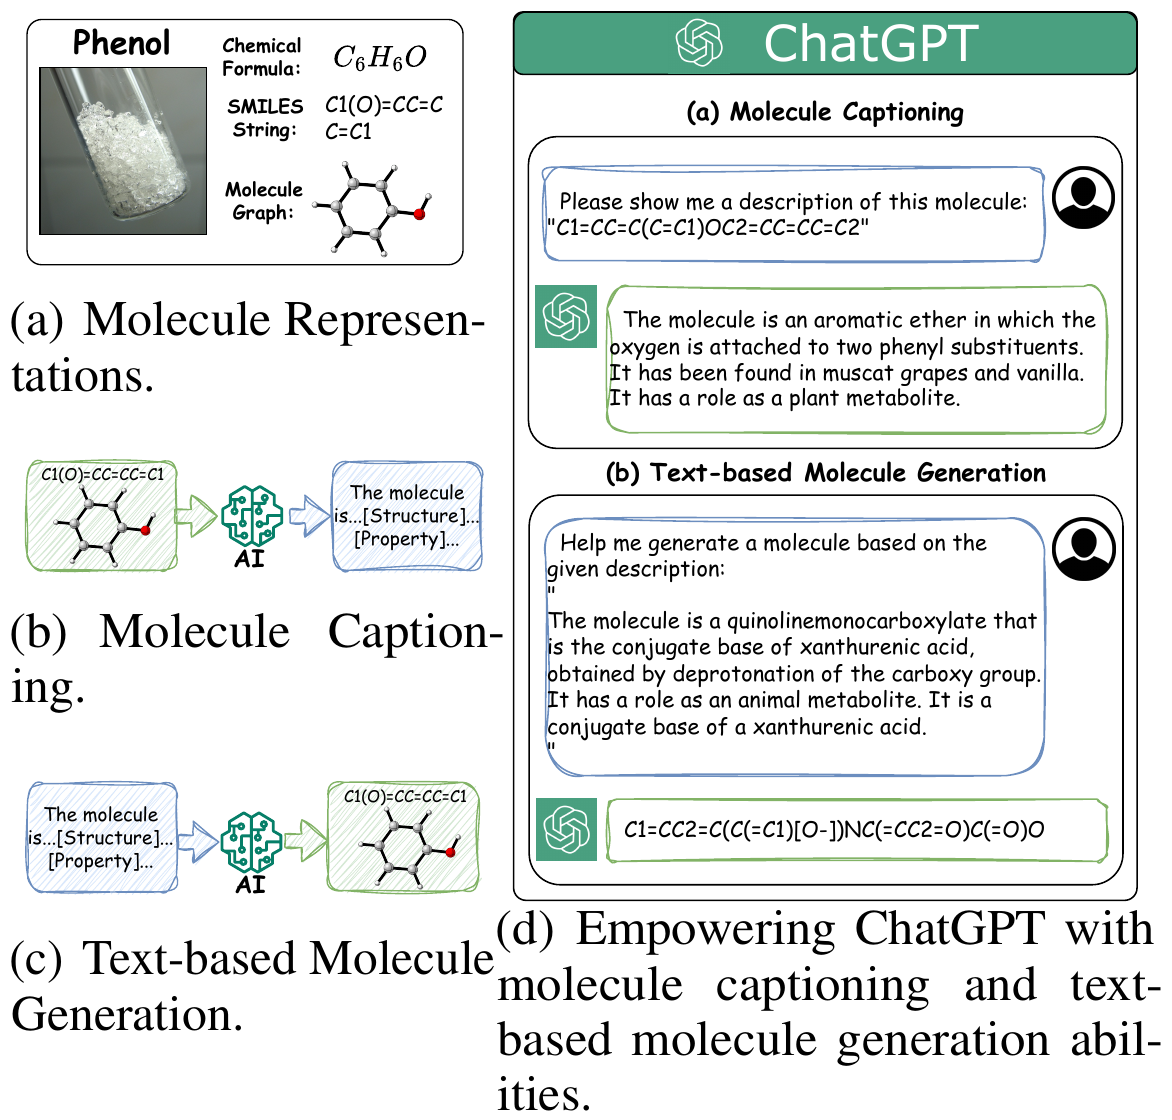 Phenol
Chemical
Formula:
C6H6O
SMILES
String:
C1(O)=CC=C
C=C1
Molecule
Graph:
(a) Molecule Represen-
tations.
C1(O)=CC=CC=C1
AI
The molecule
is...[Structure]...
[Property]...
(b) Molecule Caption-
ing.
The molecule
is...[Structure]...
[Property]...
AI
C1(O)=CC=CC=C1
(c) Text-based Molecule
Generation.
ChatGPT
(a) Molecule Captioning
Please show me a description of this molecule:
"C1=CC=C(C=C1)OC2=CC=CC=C2"
The molecule is an aromatic ether in which the
oxygen is attached to two phenyl substituents.
It has been found in muscat grapes and vanilla.
It has a role as a plant metabolite.
(b) Text-based Molecule Generation
Help me generate a molecule based on the
given description:
"
The molecule is a quinolinemonocarboxylate that
is the conjugate base of xanthurenic acid,
obtained by deprotonation of the carboxy group.
It has a role as an animal metabolite. It is a
conjugate base of a xanthurenic acid.
"
C1=CC2=C(C(=C1)[O-])NC(=CC2=O)C(=O)O
(d) Empowering ChatGPT with
molecule captioning and text-
based molecule generation abil-
ities.